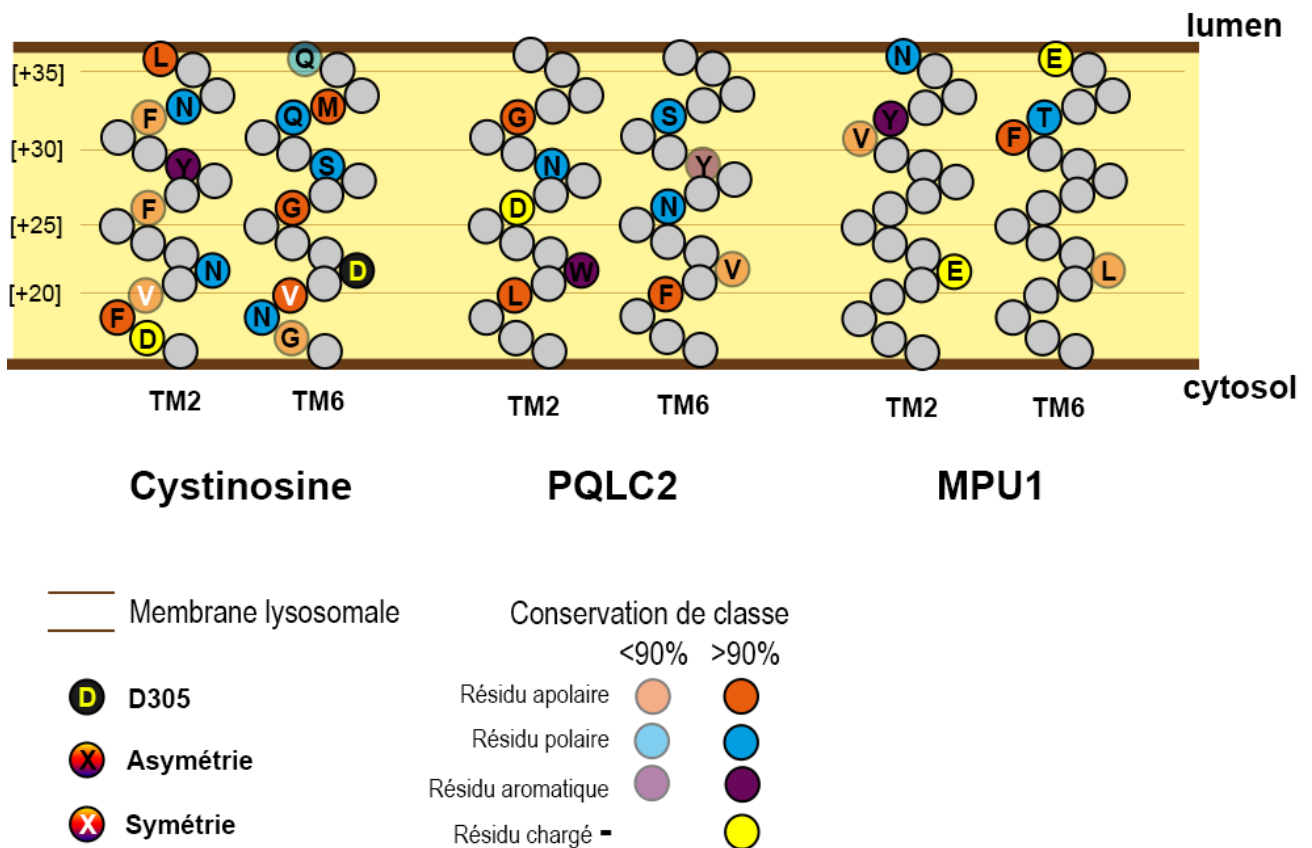 lumen
L Q N E
[+35]
N M
F Q G S Y T
V F
[+30]
Y S N Y
F G D N
[+25]
N D W V E L
V V L F
[+20]
F N
D G
cytosol
TM2 TM6 TM2 TM6 TM2 TM6
Cystinosine PQLC2 MPU1
Membrane lysosomale
Conservation de classe
<90% >90%
D D305
Résidu apolaire
Résidu polaire
X Asymétrie
Résidu aromatique
X Symétrie
Résidu chargé -